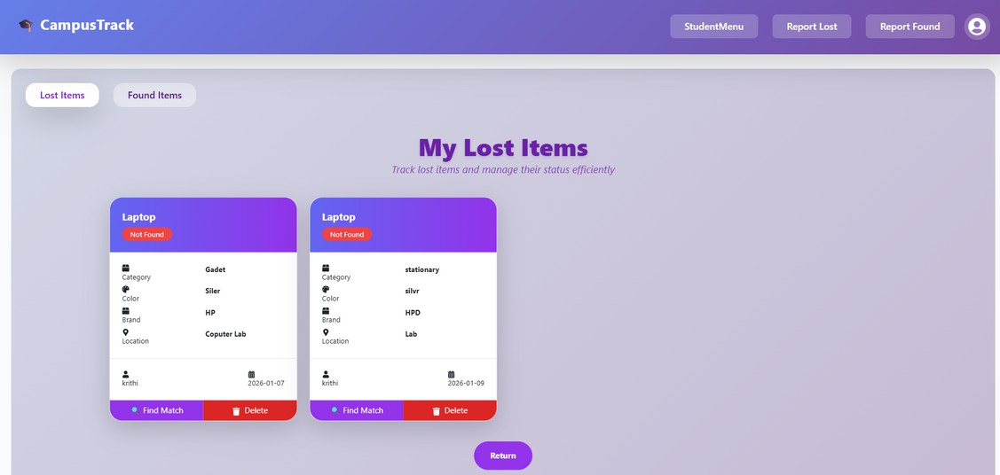 CampusTrack
StudentMenu
Report Lost
Report Found
Lost Items
Found Items
My Lost Items
Track lost items and manage their status efficiently
Laptop
Not Found
Category
Gadet
Color
Siler
Brand
HP
Location
Coputer Lab
krithi
2026-01-07
Find Match
Delete
Laptop
Not Found
Category
stationary
Color
silvr
Brand
HPD
Location
Lab
krithi
2026-01-09
Find Match
Delete
Return